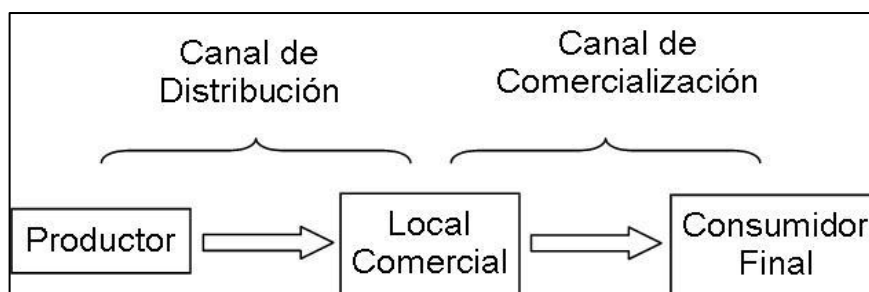 Canal de
Distribución
Canal de
Comercialización
Productor
Local
Comercial
Consumidor
Final